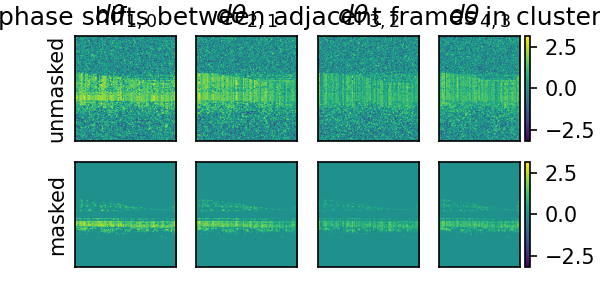 phase shifts between adjacent frames in cluster
dθ1,0 dθ2,1 dθ3,2 dθ4,3
unmasked
2.5
0.0
−2.5
masked
2.5
0.0
−2.5